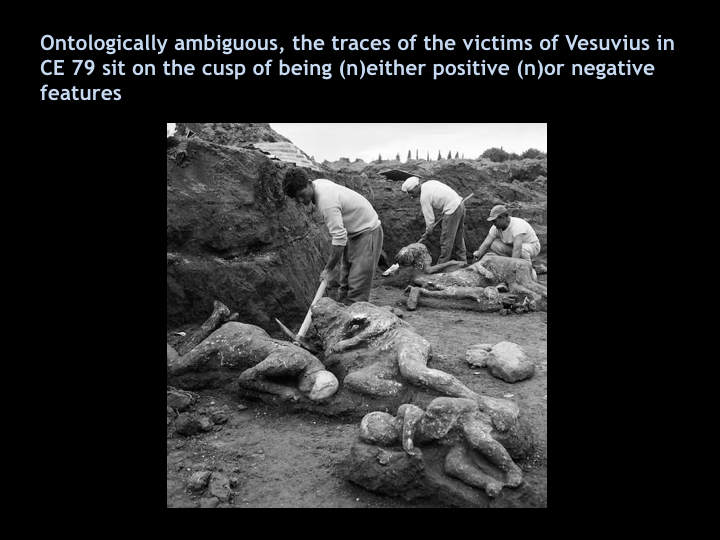 Ontologically ambiguous, the traces of the victims of Vesuvius in
CE 79 sit on the cusp of being (n)either positive (n)or negative
features